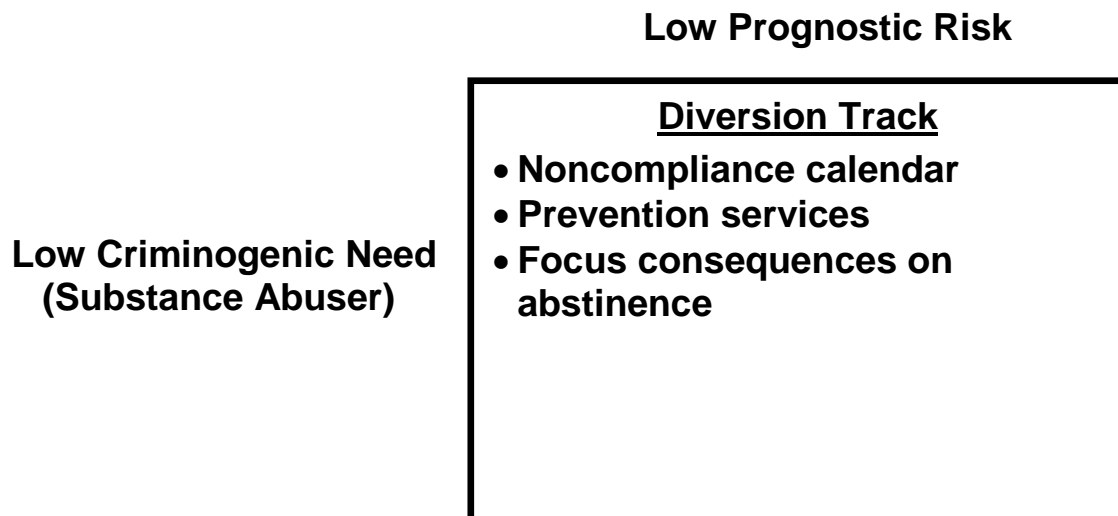 Low Prognostic Risk
Diversion Track
• Noncompliance calendar
• Prevention services
• Focus consequences on
abstinence
Low Criminogenic Need
(Substance Abuser)